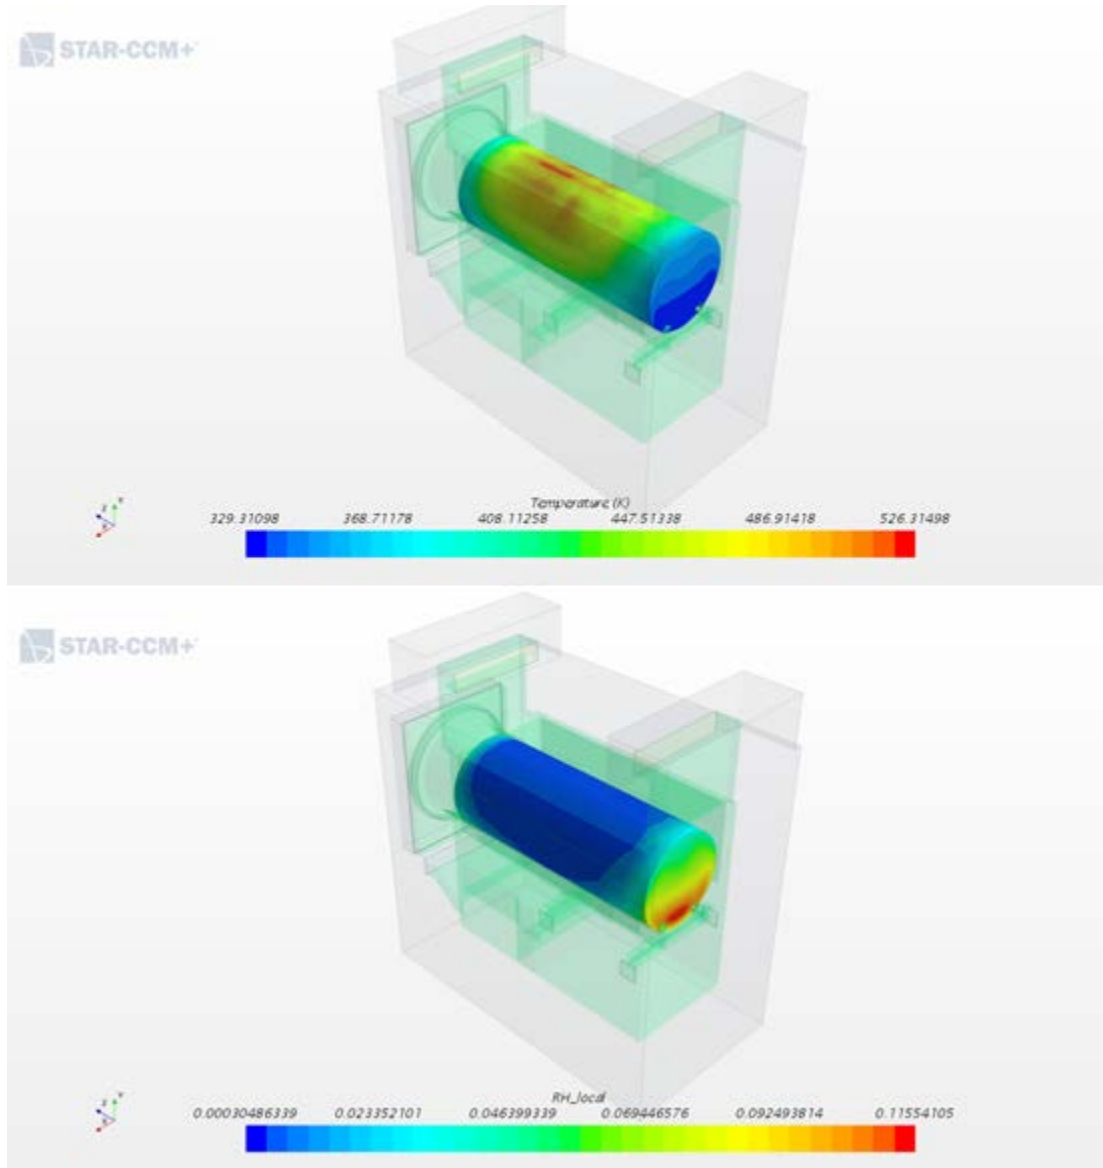 STAR-CCM+
Temperature (K)
329.31098 368.71178 408.11258 447.51338 486.91418 526.31498
STAR-CCM+
RH_local
0.00030486339 0.023352101 0.046399339 0.069446576 0.092493814 0.11554105